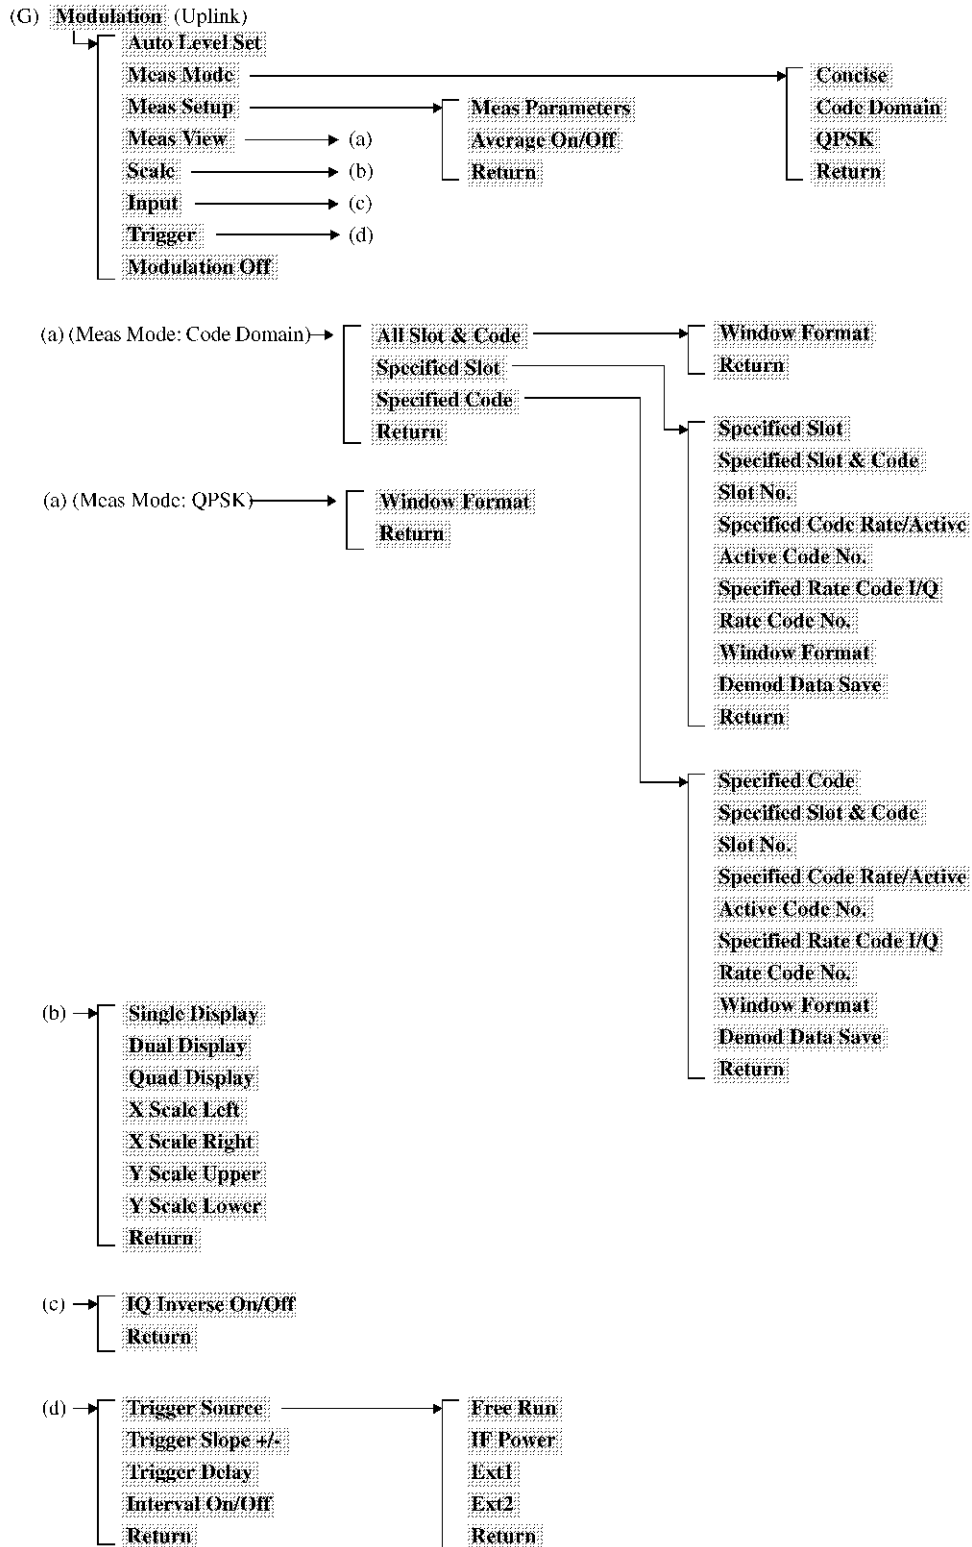 (G) Modulation (Uplink)
Auto Level Set
Meas Mode
Meas Setup
Meas View
Scale
Input
Trigger
Modulation Off
(a)
(b)
(c)
(d)
Meas Parameters
Average On/Off
Return
Concise
Code Domain
QPSK
Return
(a) (Meas Mode: Code Domain)
All Slot & Code
Specified Slot
Specified Code
Return
Window Format
Return
Specified Slot
Specified Slot & Code
Slot No.
Specified Code Rate/Active
Active Code No.
Specified Rate Code I/Q
Rate Code No.
Window Format
Demod Data Save
Return
Specified Code
Specified Slot & Code
Slot No.
Specified Code Rate/Active
Active Code No.
Specified Rate Code I/Q
Rate Code No.
Window Format
Demod Data Save
Return
(a) (Meas Mode: QPSK)
Window Format
Return
(b)
Single Display
Dual Display
Quad Display
X Scale Left
X Scale Right
Y Scale Upper
Y Scale Lower
Return
(c)
IQ Inverse On/Off
Return
(d)
Trigger Source
Trigger Slope +/-
Trigger Delay
Interval On/Off
Return
Free Run
IF Power
Ext1
Ext2
Return